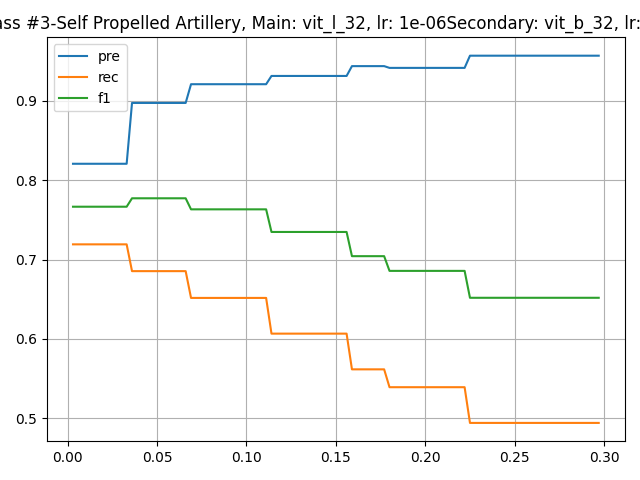 ass #3-Self Propelled Artillery, Main: vit_l_32, lr: 1e-06Secondary: vit_b_32, lr:
pre
rec
f1
0.9
0.8
0.7
0.6
0.5
0.00 0.05 0.10 0.15 0.20 0.25 0.30